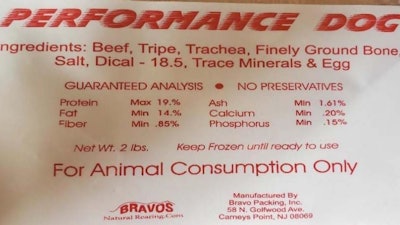 PERFORMANCE DOG
ngredients: Beef, Tripe, Trachea, Finely Ground Bone,
Salt, Dical - 18.5, Trace Minerals & Egg
GUARANTEED ANALYSIS ● NO PRESERVATIVES
Protein Max 19.% Ash Min 1.61%
Fat Min 14.% Calcium Min .20%
Fiber Min .85% Phosphorus Min .15%
Net Wt. 2 lbs. Keep Frozen until ready to use
For Animal Consumption Only
BRAVOS
Natural Roaring.Com
Manufactured By
Bravo Packing, Inc.
58 N. Golfwood Ave.
Carneys Point, NJ 08069